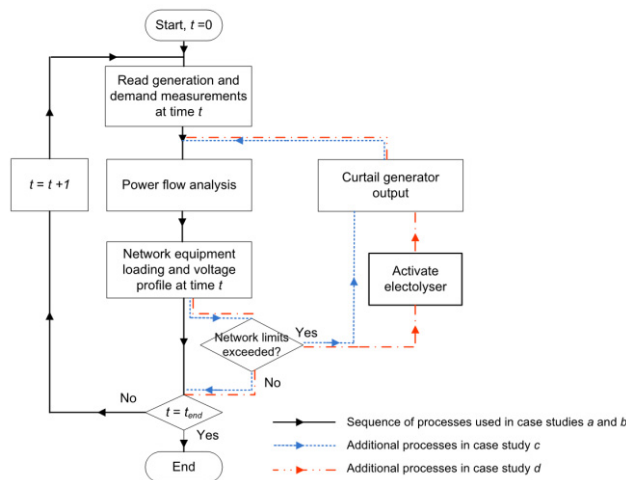 Start, t =0
Read generation and
demand measurements
at time t
t = t +1
Power flow analysis
Curtail generator
output
Network equipment
loading and voltage
profile at time t
Activate
electolyser
Network limits
exceeded?
Yes
No
No
t = tend
Yes
End
Sequence of processes used in case studies a and b
Additional processes in case study c
Additional processes in case study d